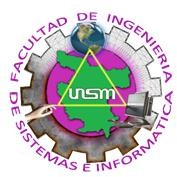 FACULTAD DE INGENIERIA
DE SISTEMAS E INFORMATICA
UNSM